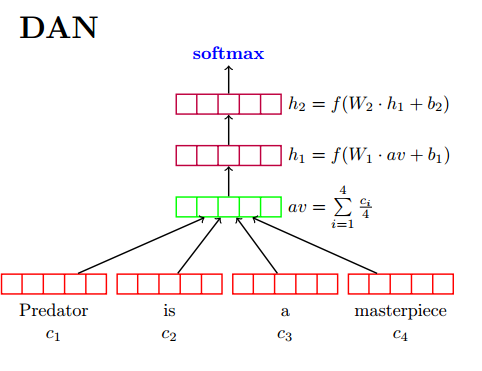 DAN
softmax
h₂ = f(W₂ · h₁ + b₂)
h₁ = f(W₁ · av + b₁)
av = ∑_{i=1}^{4} c_i/4
Predator is a masterpiece
c₁ c₂ c₃ c₄